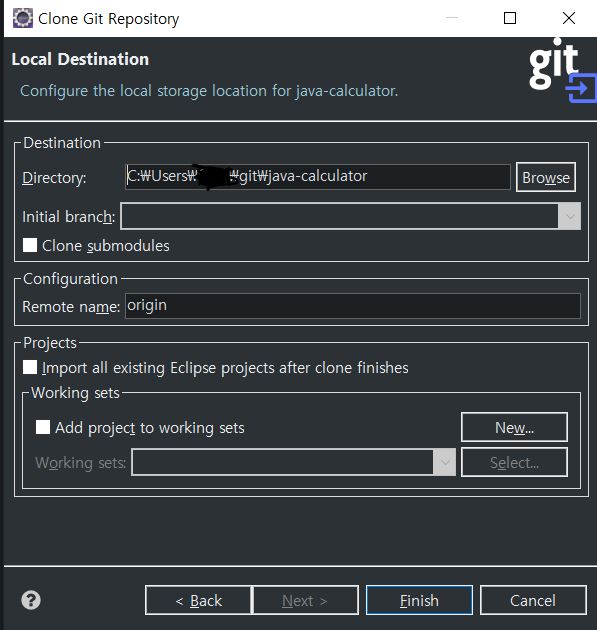 Clone Git Repository
Local Destination
git
Configure the local storage location for java-calculator.
Destination
Directory: C:₩Users₩ ₩git₩java-calculator Browse
Initial branch:
Clone submodules
Configuration
Remote name: origin
Projects
Import all existing Eclipse projects after clone finishes
Working sets
Add project to working sets New...
Working sets: Select...
? < Back Next > Finish Cancel